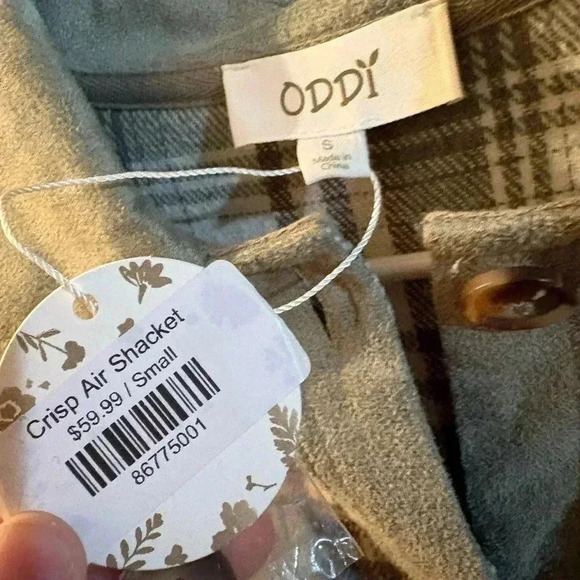 ODDI
S
Made in
China
Crisp Air Shacket
$59.99 / Small
86775001